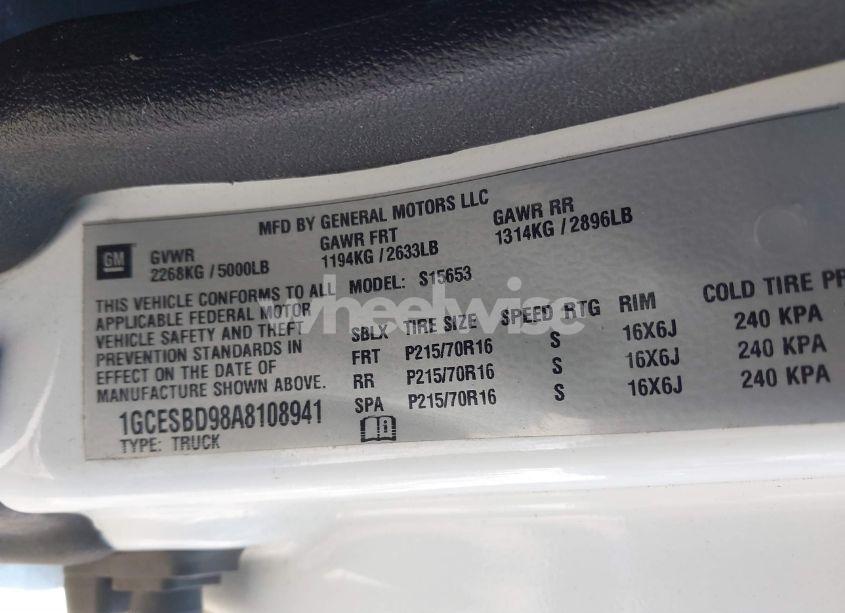 MFD BY GENERAL MOTORS LLC
GM
GVWR
2268KG / 5000LB
GAWR FRT
1194KG / 2633LB
GAWR RR
1314KG / 2896LB
THIS VEHICLE CONFORMS TO ALL
APPLICABLE FEDERAL MOTOR
VEHICLE SAFETY AND THEFT
PREVENTION STANDARDS IN
EFFECT ON THE DATE OF
MANUFACTURE SHOWN ABOVE.
1GCESBD98A8108941
TYPE: TRUCK
MODEL: S15653
SBLX TIRE SIZE SPEED RTG RIM COLD TIRE PR
FRT P215/70R16 S 16X6J 240 KPA
RR P215/70R16 S 16X6J 240 KPA
SPA P215/70R16 S 16X6J 240 KPA
wheelwise